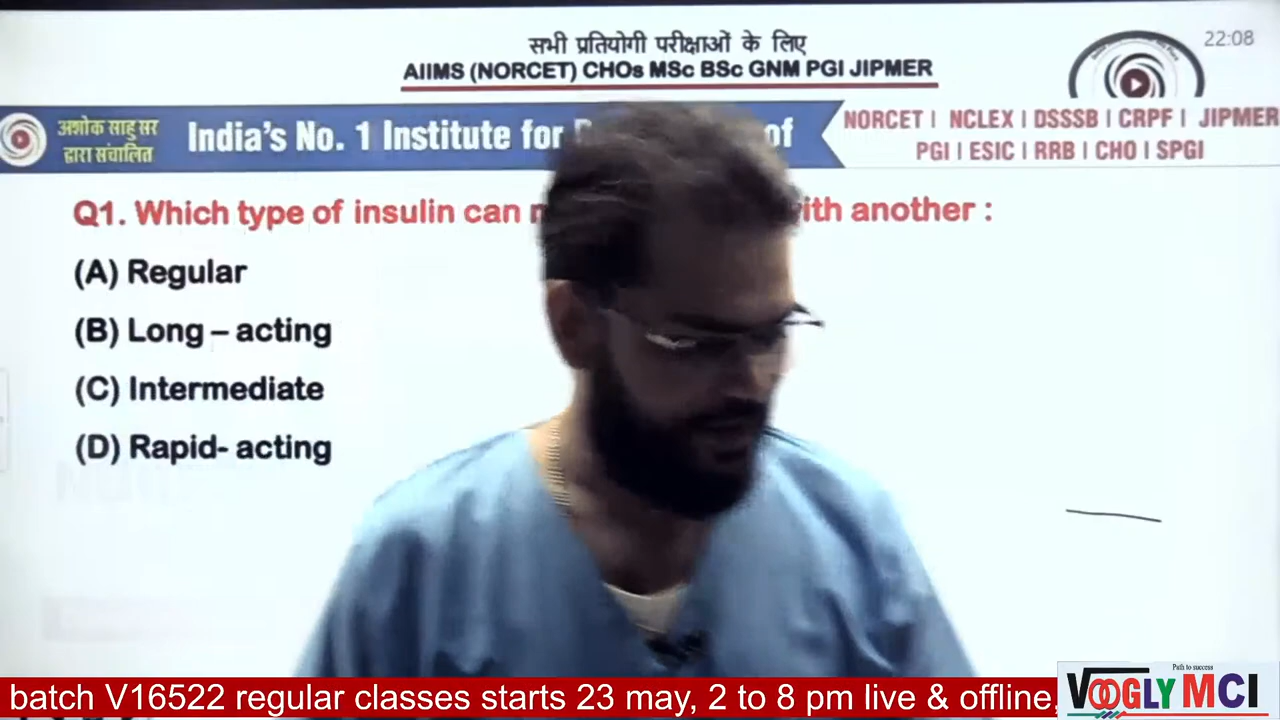 सभी प्रतियोगी परीक्षाओं के लिए
AIIMS (NORCET) CHOs MSc BSc GNM PGI JIPMER
22:08
अशोक साहु सर
द्वारा संचालित
India's No. 1 Institute for of
NORCET I NCLEX I DSSSB I CRPF I JIPMER
PGI I ESIC I RRB I CHO I SPGI
Q1. Which type of insulin can with another :
(A) Regular
(B) Long – acting
(C) Intermediate
(D) Rapid- acting
batch V16522 regular classes starts 23 may, 2 to 8 pm live & offline,
Path to success
VOOGLY MCI